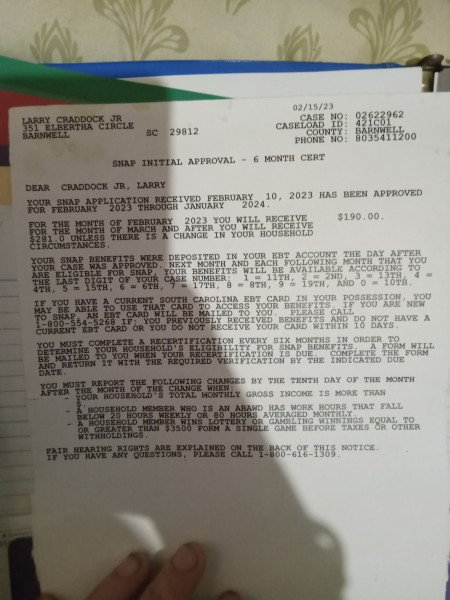 02/15/23
LARRY CRADDOCK JR CASE NO: 02622962
351 ELBERTHA CIRCLE CASELOAD ID: 421C01
BARNWELL SC 29812 COUNTY: BARNWELL
PHONE NO: 8035411200
SNAP INITIAL APPROVAL - 6 MONTH CERT
DEAR CRADDOCK JR, LARRY
YOUR SNAP APPLICATION RECEIVED FEBRUARY 10, 2023 HAS BEEN APPROVED
FOR FEBRUARY 2023 THROUGH JANUARY 2024.
FOR THE MONTH OF FEBRUARY 2023 YOU WILL RECEIVE $190.00.
FOR THE MONTH OF MARCH AND AFTER YOU WILL RECEIVE
$281.0 UNLESS THERE IS A CHANGE IN YOUR HOUSEHOLD
CIRCUMSTANCES.
YOUR SNAP BENEFITS WERE DEPOSITED IN YOUR EBT ACCOUNT THE DAY AFTER
YOUR CASE WAS APPROVED. NEXT MONTH AND EACH FOLLOWING MONTH THAT YOU
ARE ELIGIBLE FOR SNAP, YOUR BENEFITS WILL BE AVAILABLE ACCORDING TO
THE LAST DIGIT OF YOUR CASE NUMBER. 1 = 11TH, 2 = 2ND, 3 = 13TH, 4 =
4TH, 5 = 15TH, 6 = 6TH, 7 = 17TH, 8 = 8TH, 9 = 19TH, AND 0 = 10TH.
IF YOU HAVE A CURRENT SOUTH CAROLINA EBT CARD IN YOUR POSSESSION, YOU
MAY BE ABLE TO USE THAT CARD TO ACCESS YOUR BENEFITS. IF YOU ARE NEW
TO SNAP, AN EBT CARD WILL BE MAILED TO YOU. PLEASE CALL
1-800-554-5268 IF: YOU PREVIOUSLY RECEIVED BENEFITS AND DO NOT HAVE A
CURRENT EBT CARD OR YOU DO NOT RECEIVE YOUR CARD WITHIN 10 DAYS.
YOU MUST COMPLETE A RECERTIFICATION EVERY SIX MONTHS IN ORDER TO
DETERMINE YOUR HOUSEHOLD'S ELIGIBILITY FOR SNAP BENEFITS. A FORM WILL
BE MAILED TO YOU WHEN YOUR RECERTIFICATION IS DUE. COMPLETE THE FORM
AND RETURN IT WITH THE REQUIRED VERIFICATION BY THE INDICATED DUE
DATE.
YOU MUST REPORT THE FOLLOWING CHANGES BY THE TENTH DAY OF THE MONTH
AFTER THE MONTH OF THE CHANGE WHEN:
- YOUR HOUSEHOLD'S TOTAL MONTHLY GROSS INCOME IS MORE THAN
$.
- A HOUSEHOLD MEMBER WHO IS AN ABAWD HAS WORK HOURS THAT FALL
BELOW 20 HOURS WEEKLY OR 80 HOURS AVERAGED MONTHLY.
- A HOUSEHOLD MEMBER WINS LOTTERY OR GAMBLING WINNINGS EQUAL TO
OR GREATER THAN $3500 FORM A SINGLE GAME BEFORE TAXES OR OTHER
WITHHOLDINGS.
FAIR HEARING RIGHTS ARE EXPLAINED ON THE BACK OF THIS NOTICE.
IF YOU HAVE ANY QUESTIONS, PLEASE CALL 1-800-616-1309.